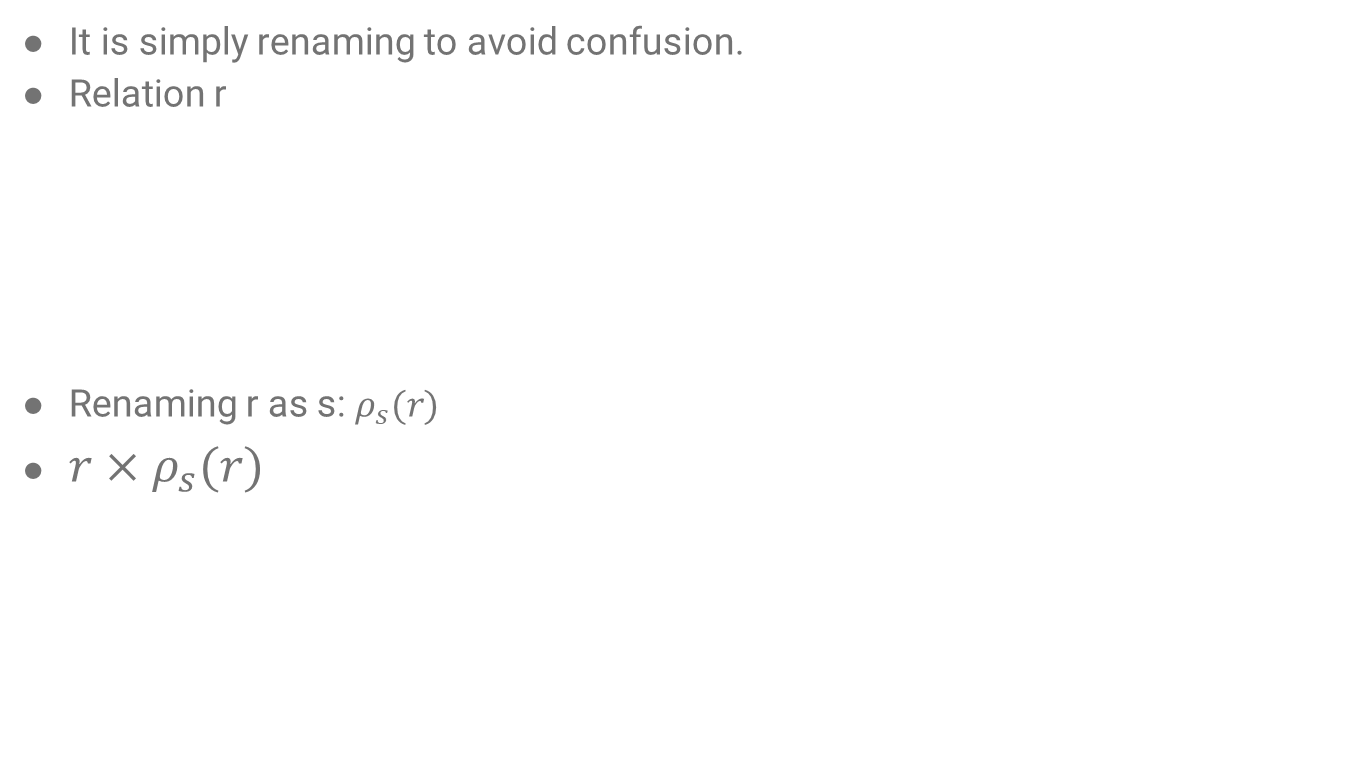 ● It is simply renaming to avoid confusion.
● Relation r
● Renaming r as s: 𝜌𝑠(𝑟)
● 𝑟 × 𝜌𝑠(𝑟)